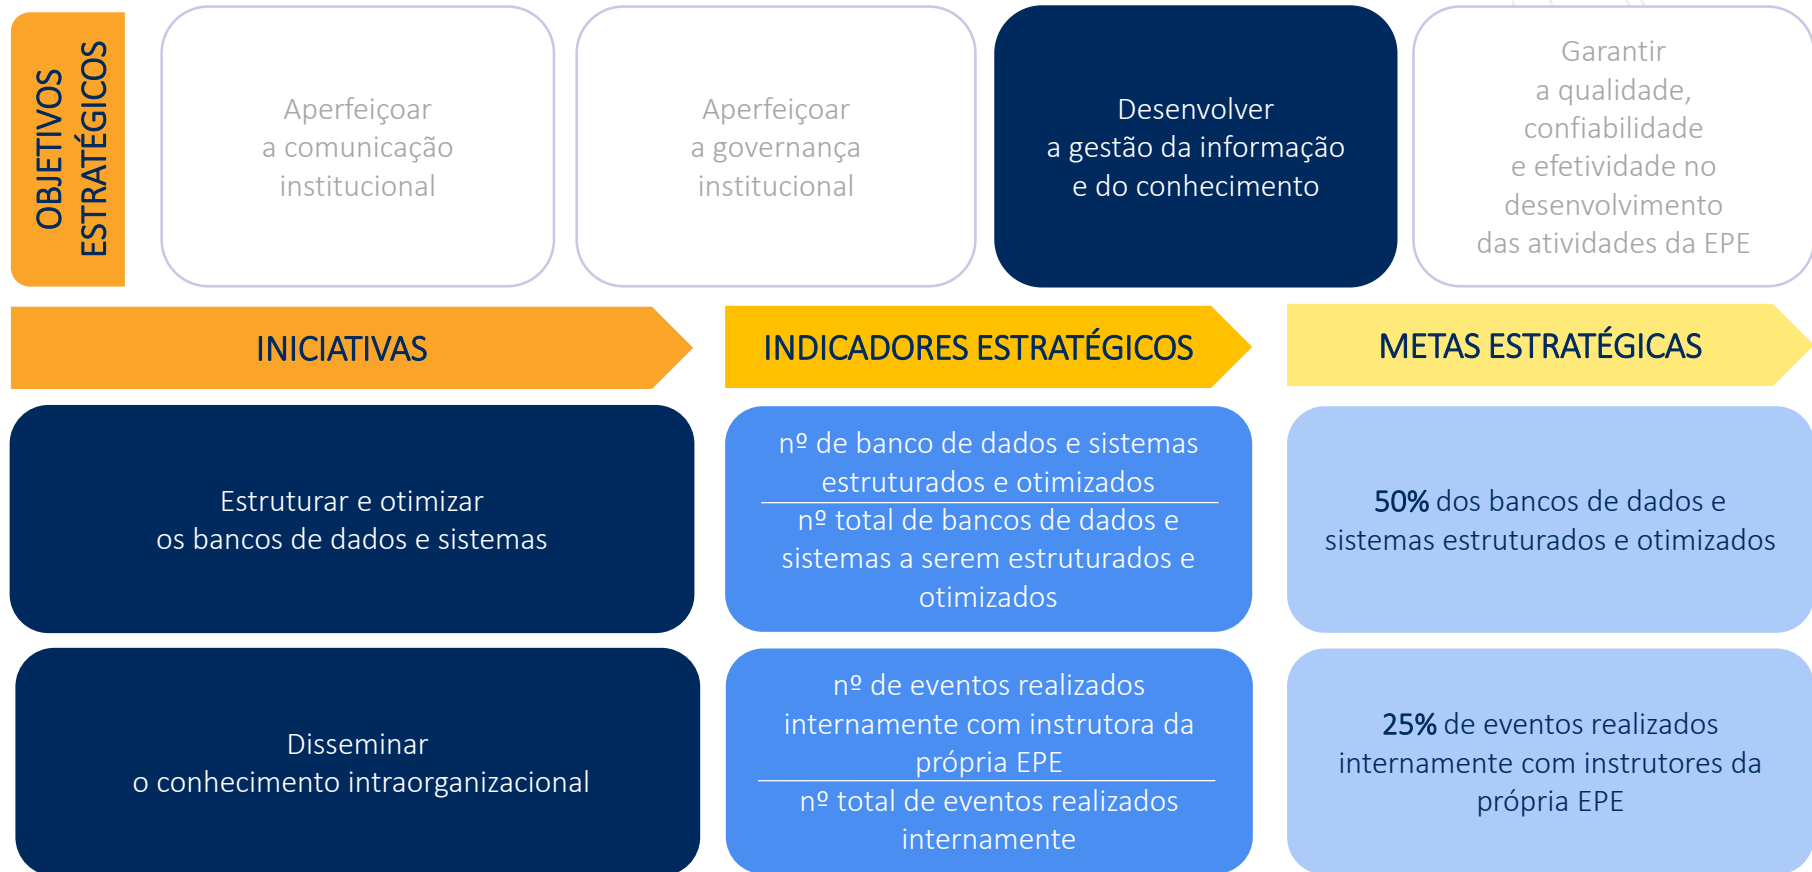 OBJETIVOS
ESTRATÉGICOS
Aperfeiçoar
a comunicação
institucional
Aperfeiçoar
a governança
institucional
Desenvolver
a gestão da informação
e do conhecimento
Garantir
a qualidade,
confiabilidade
e efetividade no
desenvolvimento
das atividades da EPE
INICIATIVAS
INDICADORES ESTRATÉGICOS
METAS ESTRATÉGICAS
Estruturar e otimizar
os bancos de dados e sistemas
nº de banco de dados e sistemas
estruturados e otimizados
nº total de bancos de dados e
sistemas a serem estruturados e
otimizados
50% dos bancos de dados e
sistemas estruturados e otimizados
Disseminar
o conhecimento intraorganizacional
nº de eventos realizados
internamente com instrutora da
própria EPE
nº total de eventos realizados
internamente
25% de eventos realizados
internamente com instrutores da
própria EPE